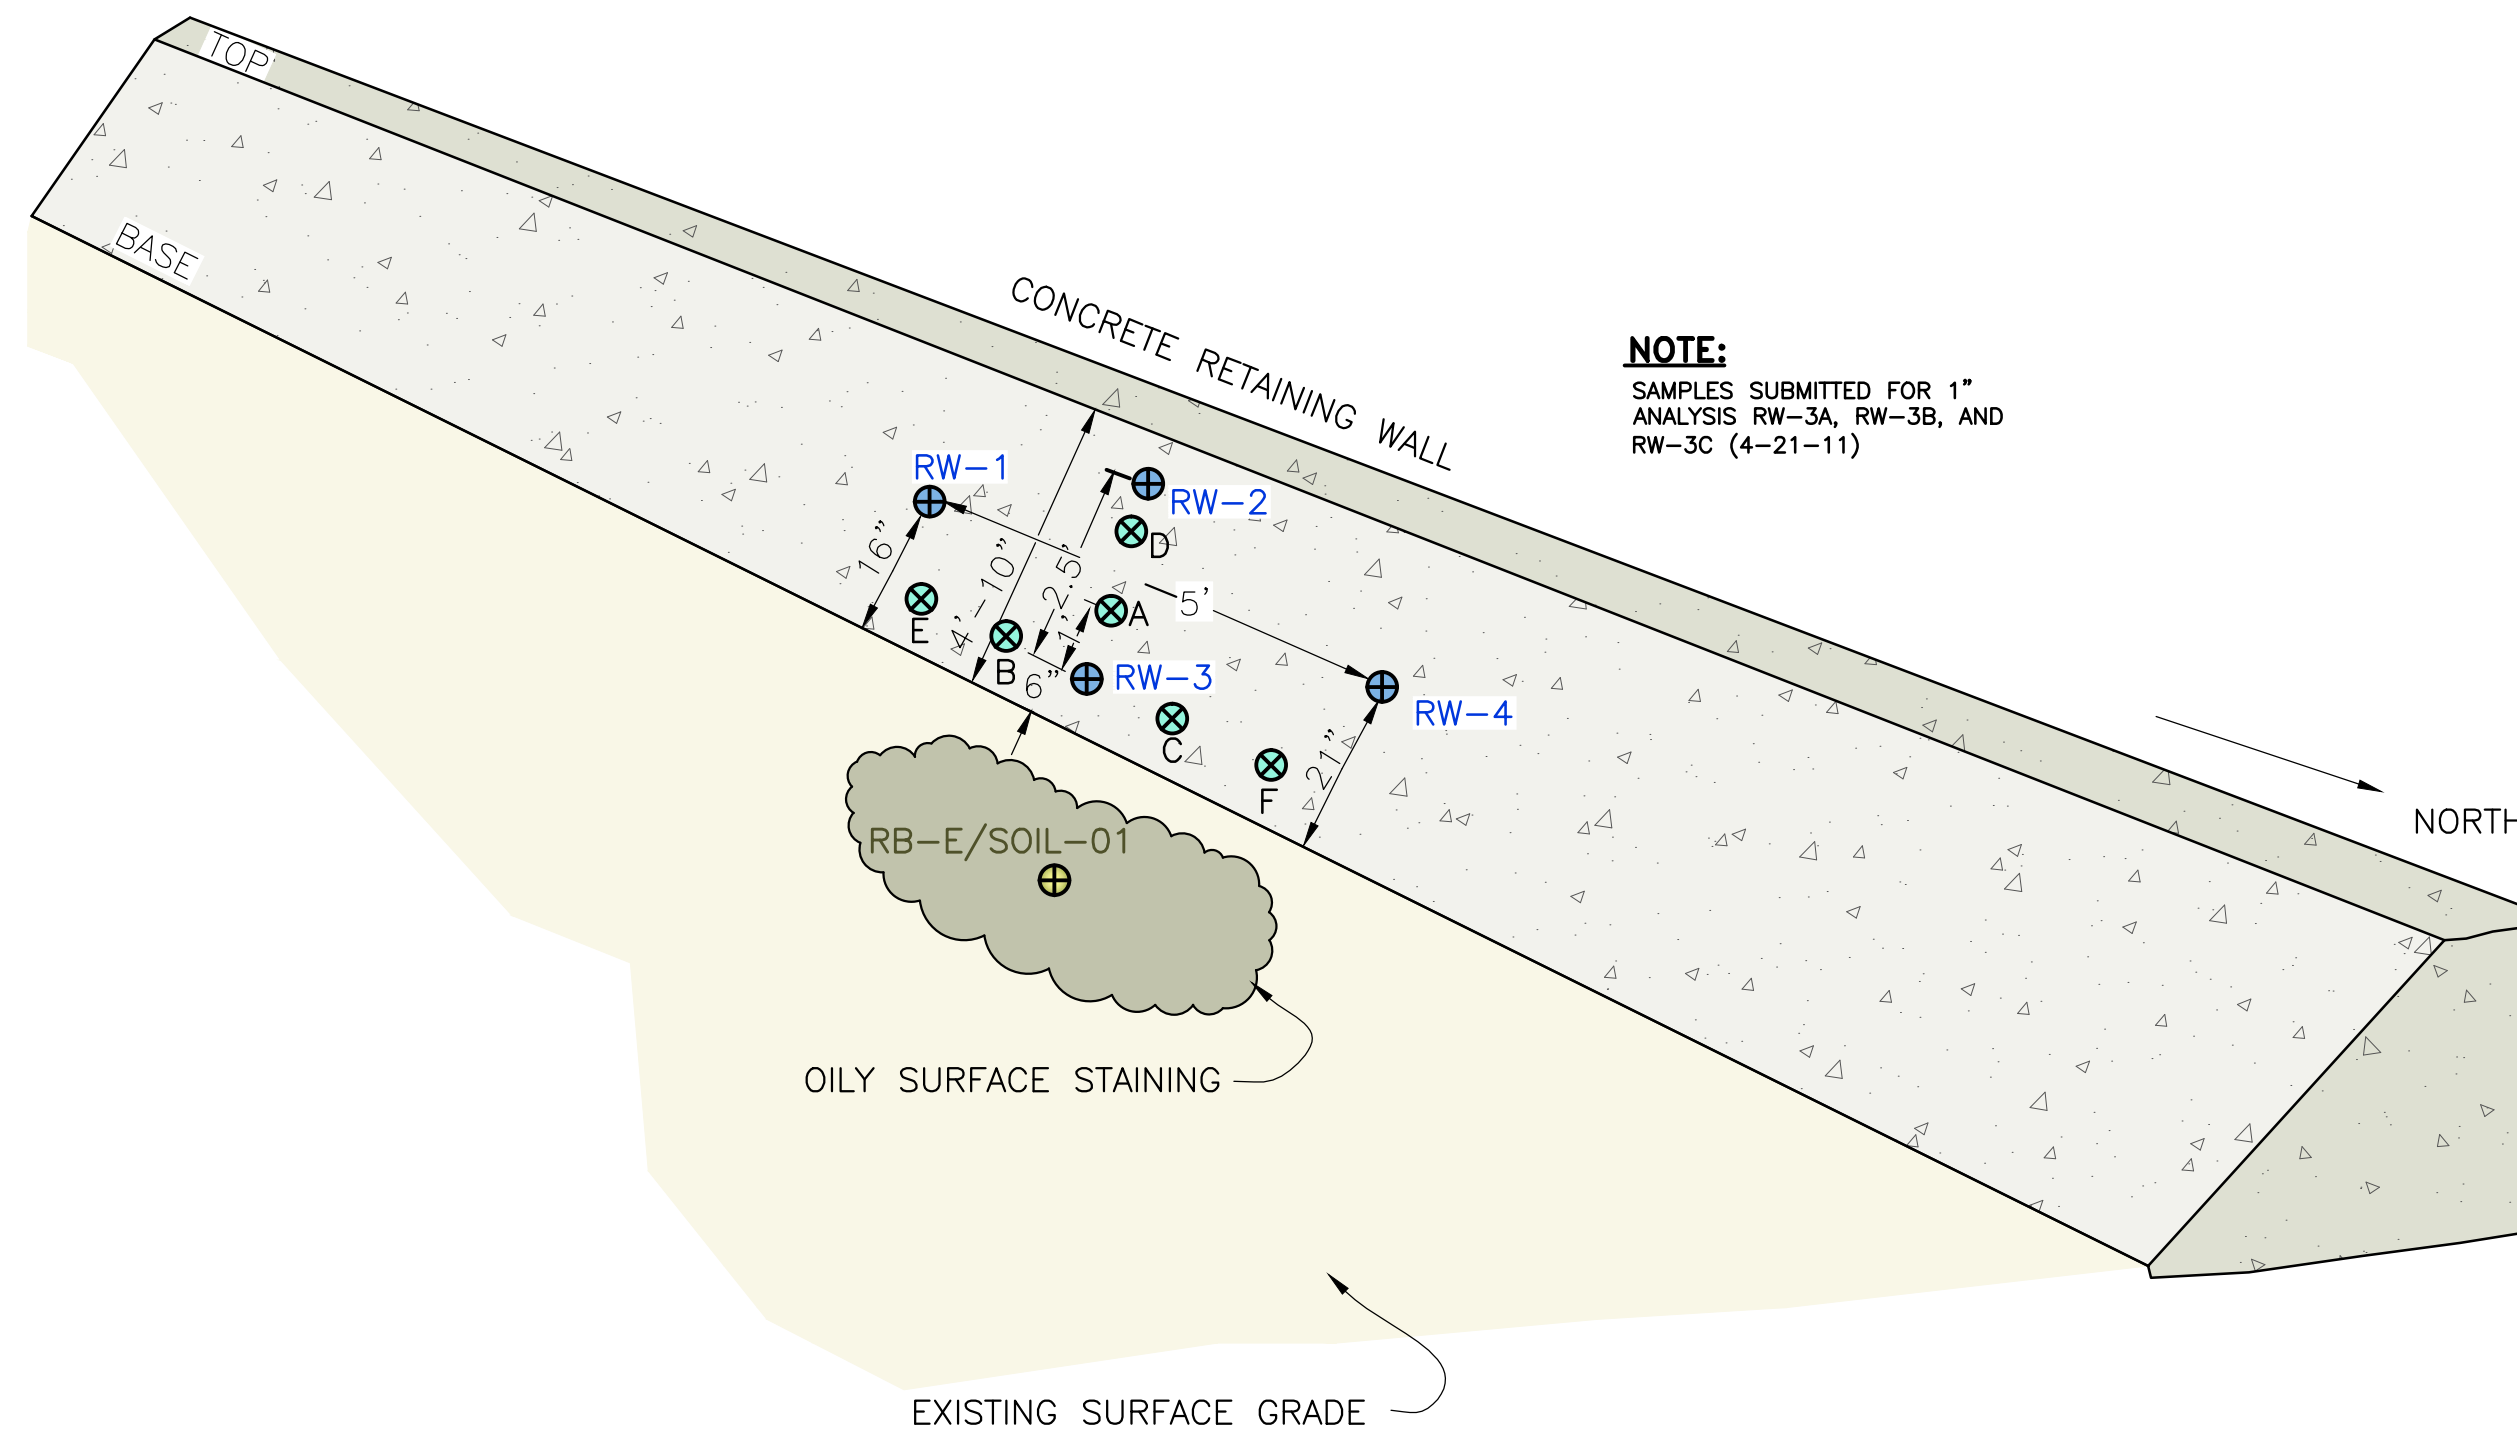 TOP
BASE
CONCRETE RETAINING WALL
NOTE:
SAMPLES SUBMITTED FOR 1"
ANALYSIS RW-3A, RW-3B, AND
RW-3C (4-21-11)
RW-1
RW-2
D
16"
4'-10"
2.5'
1'
5'
A
E
B
6"
RW-3
RW-4
C
F
21"
NORTH
RB-E/SOIL-01
OILY SURFACE STAINING
EXISTING SURFACE GRADE